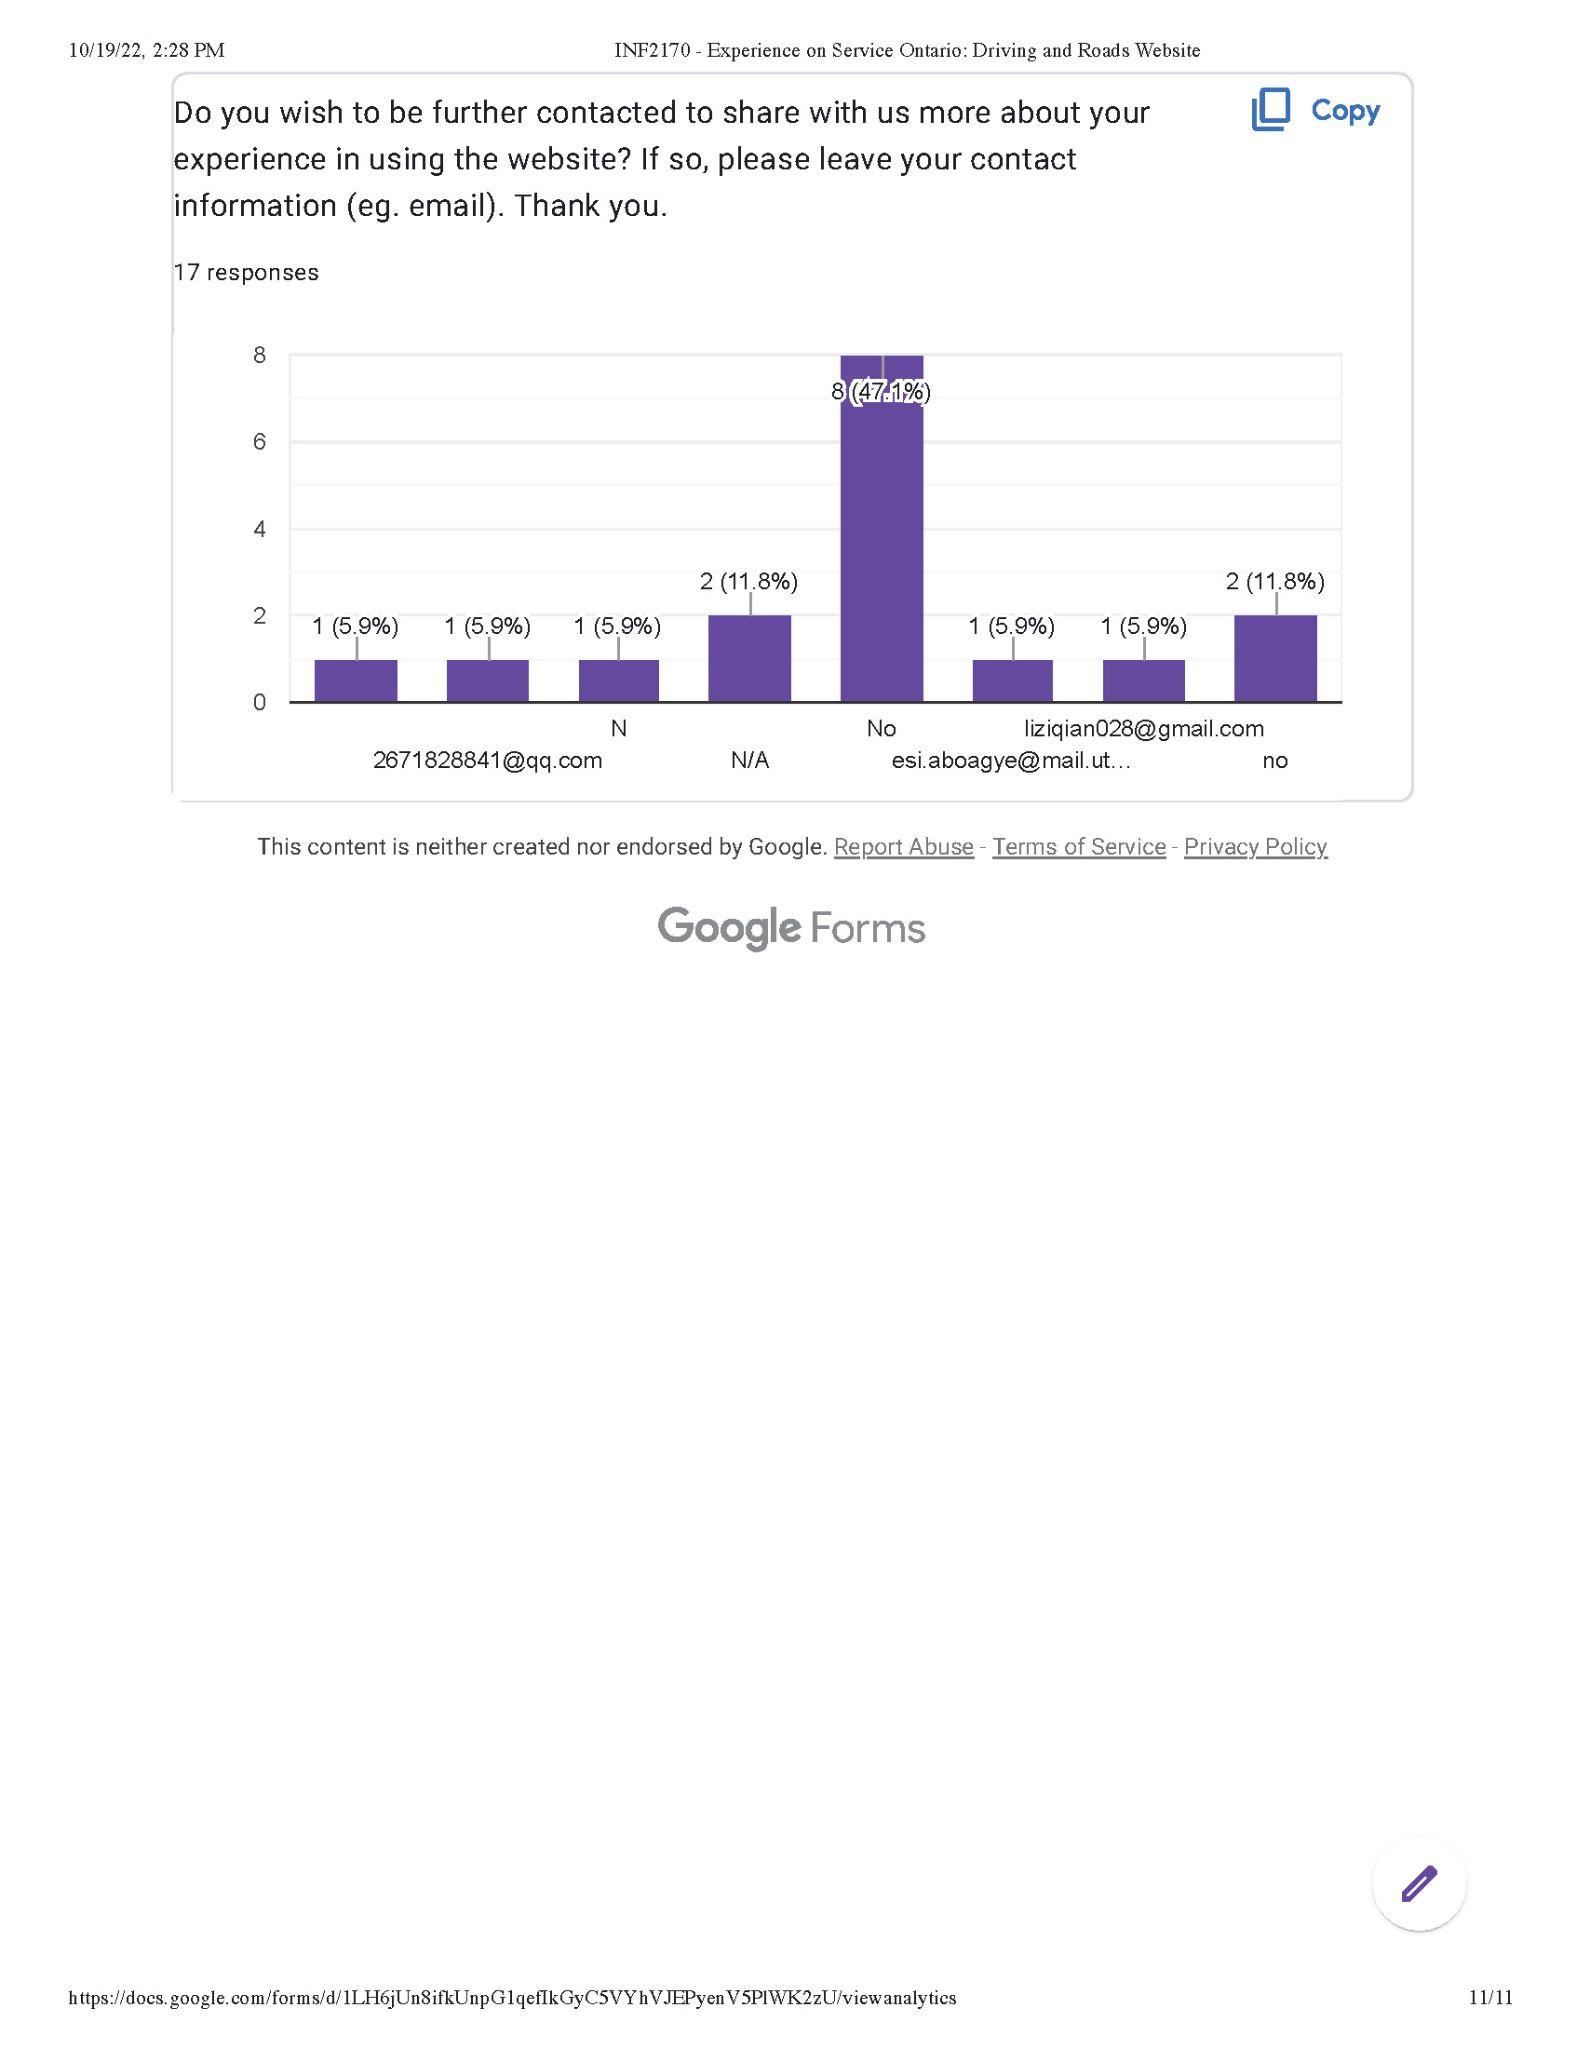 10/19/22, 2:28 PM
INF2170 - Experience on Service Ontario: Driving and Roads Website
Do you wish to be further contacted to share with us more about your
experience in using the website? If so, please leave your contact
information (eg. email). Thank you.
Copy
17 responses
8
6
4
2
0
1 (5.9%)
1 (5.9%)
1 (5.9%)
2 (11.8%)
8 (47.1%)
1 (5.9%)
1 (5.9%)
2 (11.8%)
N
No
liziqian028@gmail.com
2671828841@qq.com
N/A
esi.aboagye@mail.ut...
no
This content is neither created nor endorsed by Google. Report Abuse - Terms of Service - Privacy Policy
Google Forms
https://docs.google.com/forms/d/1LH6jUn8ifkUnpG1qefIkGyC5VYhVJEPyenV5PlWK2zU/viewanalytics
11/11